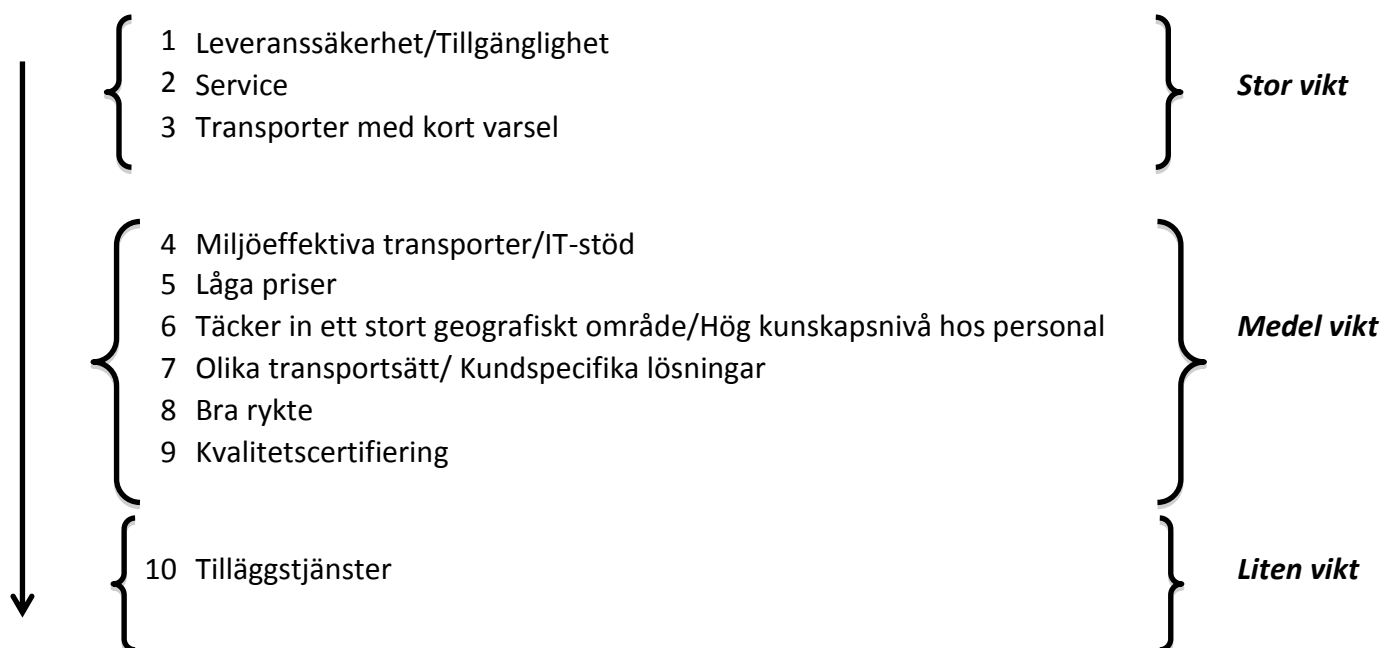 1 Leveranssäkerhet/Tillgänglighet
2 Service
3 Transporter med kort varsel
Stor vikt
4 Miljöeffektiva transporter/IT-stöd
5 Låga priser
6 Täcker in ett stort geografiskt område/Hög kunskapsnivå hos personal
7 Olika transportsätt/ Kundspecifika lösningar
8 Bra rykte
9 Kvalitetscertifiering
Medel vikt
10 Tilläggstjänster
Liten vikt